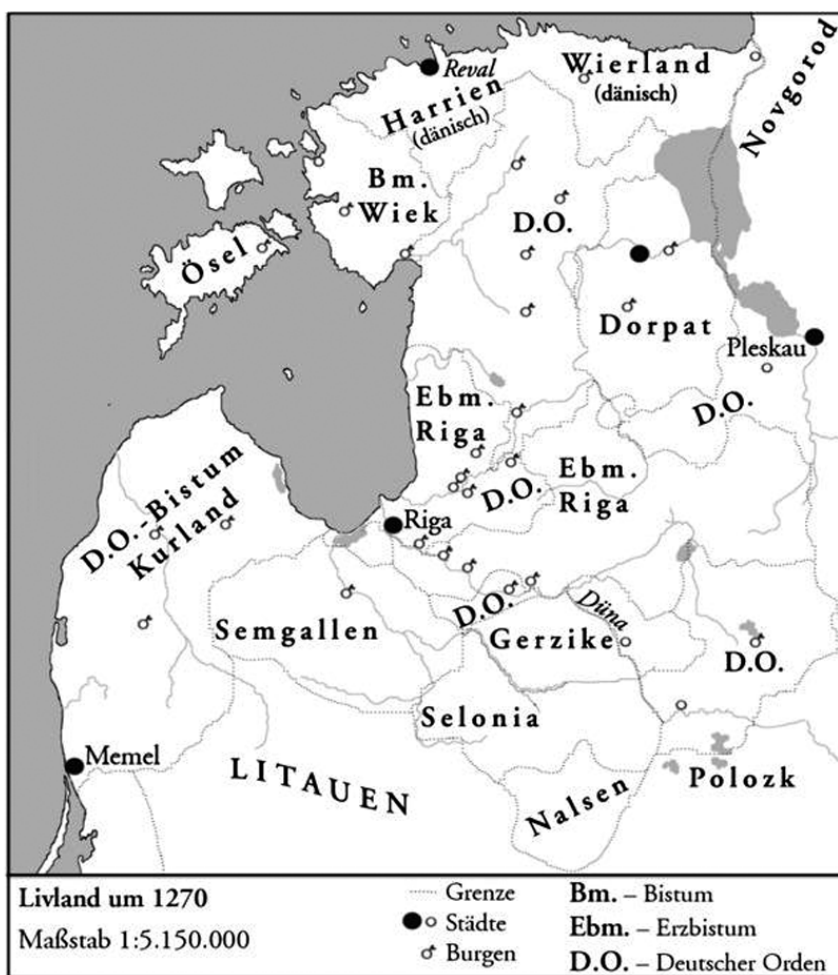 Reval
Wierland
(dänisch)
Novgorod
Harrien
(dänisch)
Bm.
Wiek
D.O.
Ösel
Dorpat
Pleskau
D.O.
Ebm.
Riga
Ebm.
Riga
D.O.
D.O.-Bistum
Kurland
Riga
D.O.
Düna
Semgallen
Gerzike
D.O.
Selonia
Memel
LITAUEN
Nalsen
Polozk
Livland um 1270
Maßstab 1:5.150.000
Grenze
Städte
Burgen
Bm. – Bistum
Ebm. – Erzbistum
D.O. – Deutscher Orden